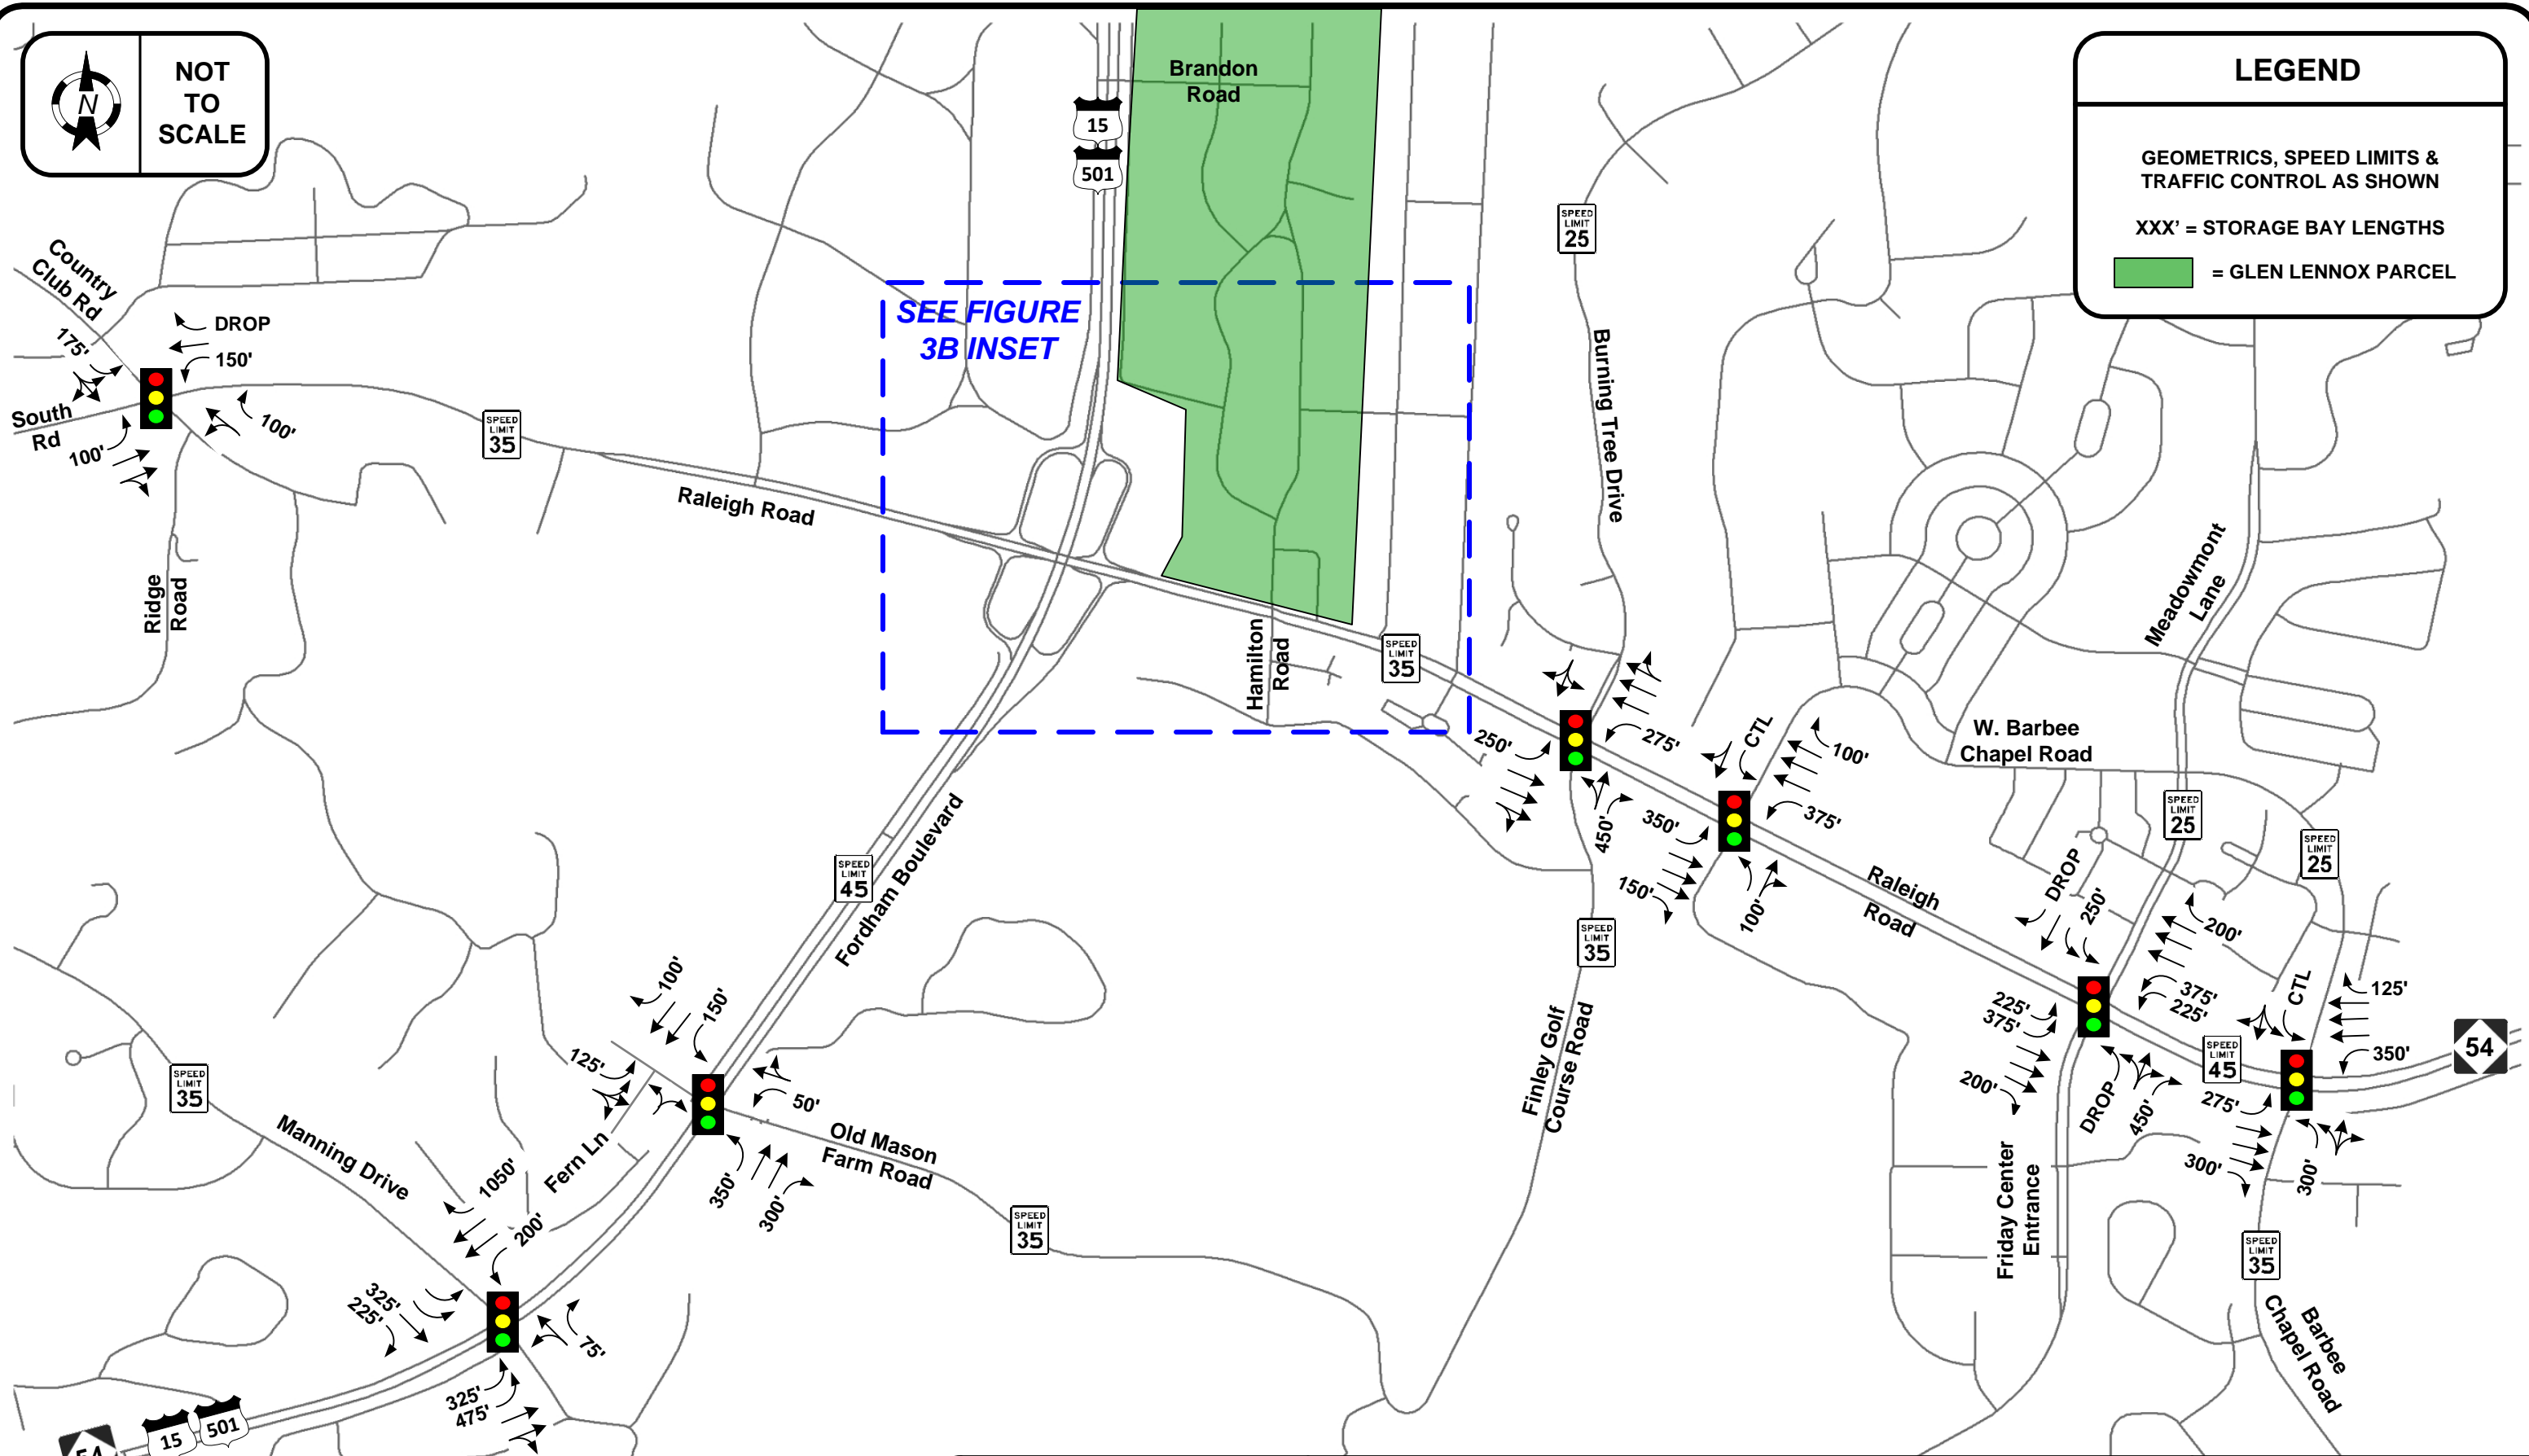 NOT
TO
SCALE
N
LEGEND
GEOMETRICS, SPEED LIMITS &
TRAFFIC CONTROL AS SHOWN
XXX' = STORAGE BAY LENGTHS
= GLEN LENNOX PARCEL
Brandon
Road
15
501
SPEED
LIMIT
25
SEE FIGURE
3B INSET
Country
Club Rd
175'
DROP
150'
South
Rd
100'
100'
SPEED
LIMIT
35
Raleigh Road
Ridge
Road
Burning Tree Drive
Hamilton
Road
SPEED
LIMIT
35
Meadowmont
Lane
W. Barbee
Chapel Road
250'
275'
450'
CTL
100'
350'
375'
150'
100'
SPEED
LIMIT
25
SPEED
LIMIT
25
Raleigh
Road
DROP
250'
200'
375'
225'
225'
375'
200'
DROP
450'
CTL
125'
350'
SPEED
LIMIT
45
54
275'
300'
300'
SPEED
LIMIT
45
Fordham Boulevard
SPEED
LIMIT
35
Finley Golf
Course Road
100'
150'
125'
50'
350'
300'
Old Mason
Farm Road
SPEED
LIMIT
35
SPEED
LIMIT
35
Manning Drive
Fern Ln
1050'
200'
325'
225'
75'
325'
475'
Friday Center
Entrance
SPEED
LIMIT
35
Barbee
Chapel Road
54
15
501